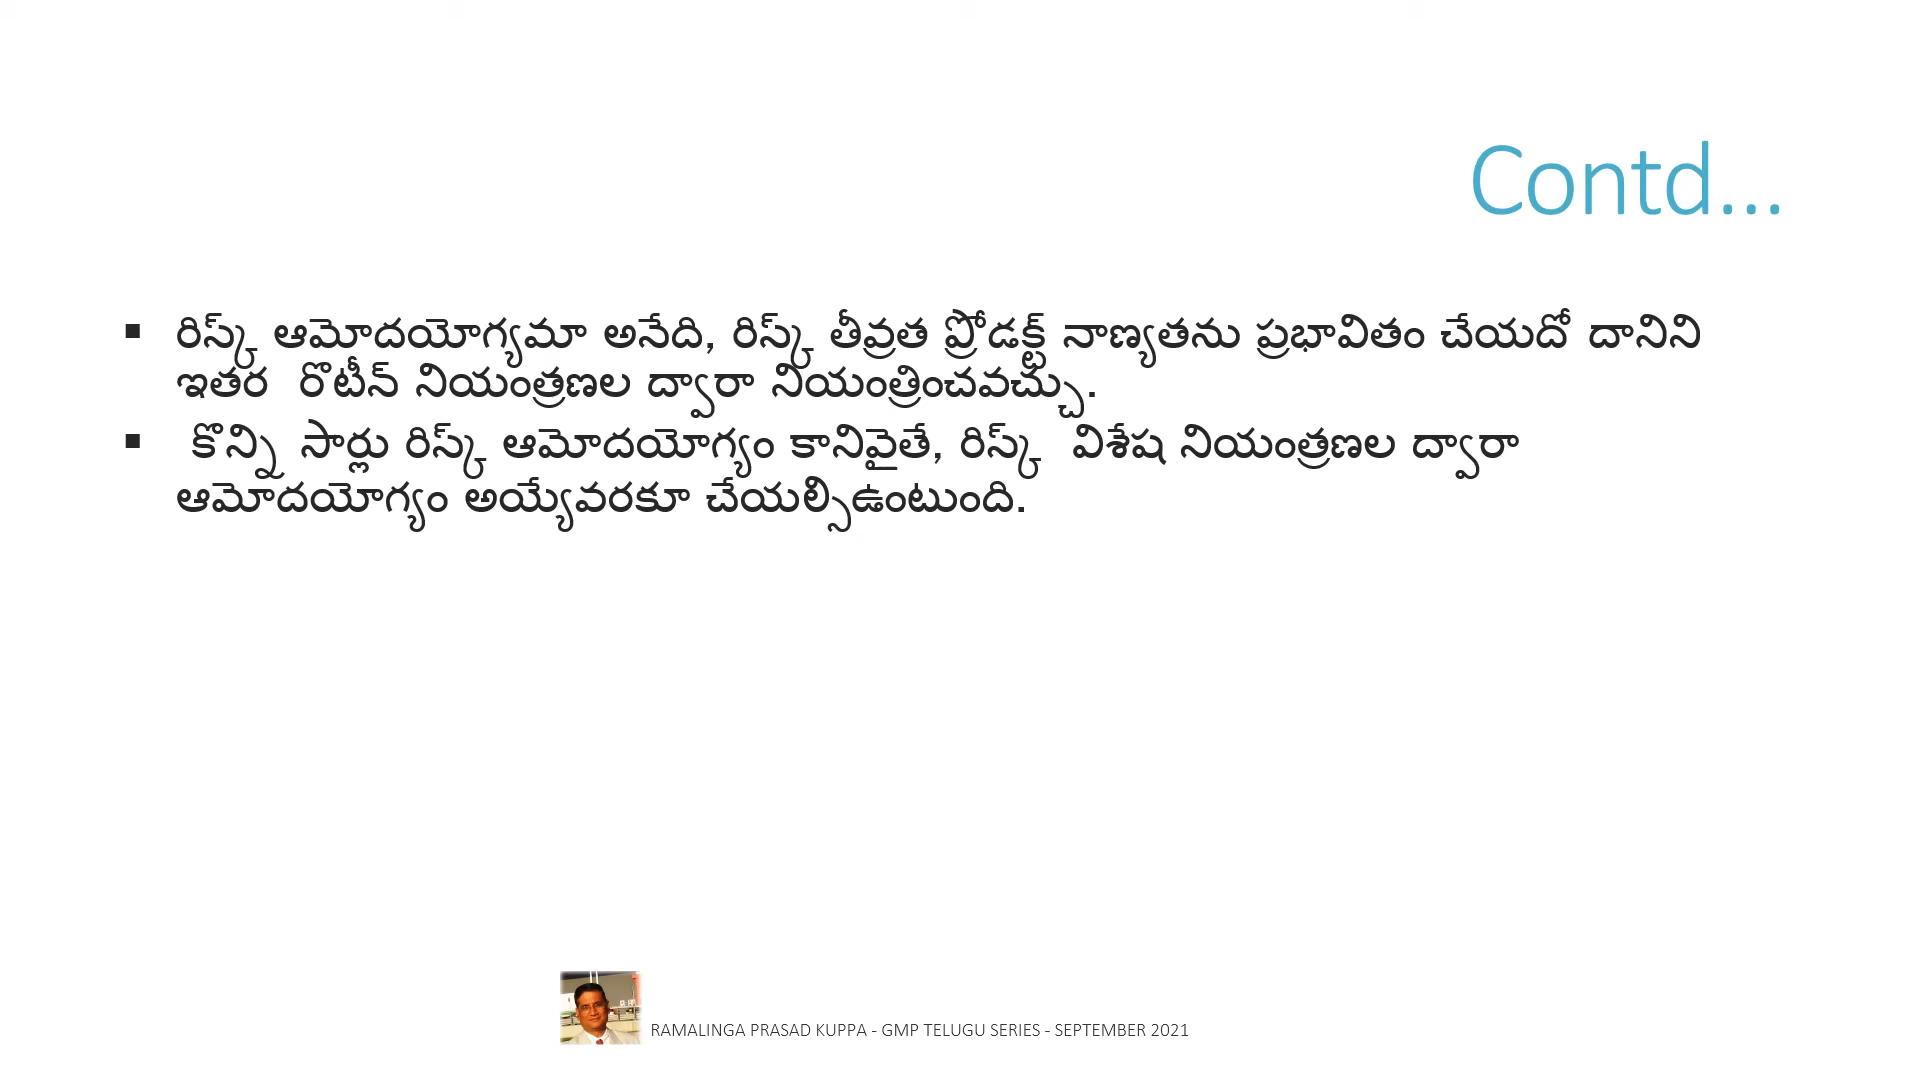 Contd...
▪ రిస్క్ ఆమోదయోగ్యమా అనేది, రిస్క్ తీవ్రత ప్రోడక్ట్ నాణ్యతను ప్రభావితం చేయదో దానిని
ఇతర రొటీన్ నియంత్రణల ద్వారా నియంత్రించవచ్చు.
▪ కొన్ని సార్లు రిస్క్ ఆమోదయోగ్యం కానివైతే, రిస్క్ విశేష నియంత్రణల ద్వారా
ఆమోదయోగ్యం అయ్యేవరకూ చేయల్సిఉంటుంది.
RAMALINGA PRASAD KUPPA - GMP TELUGU SERIES - SEPTEMBER 2021